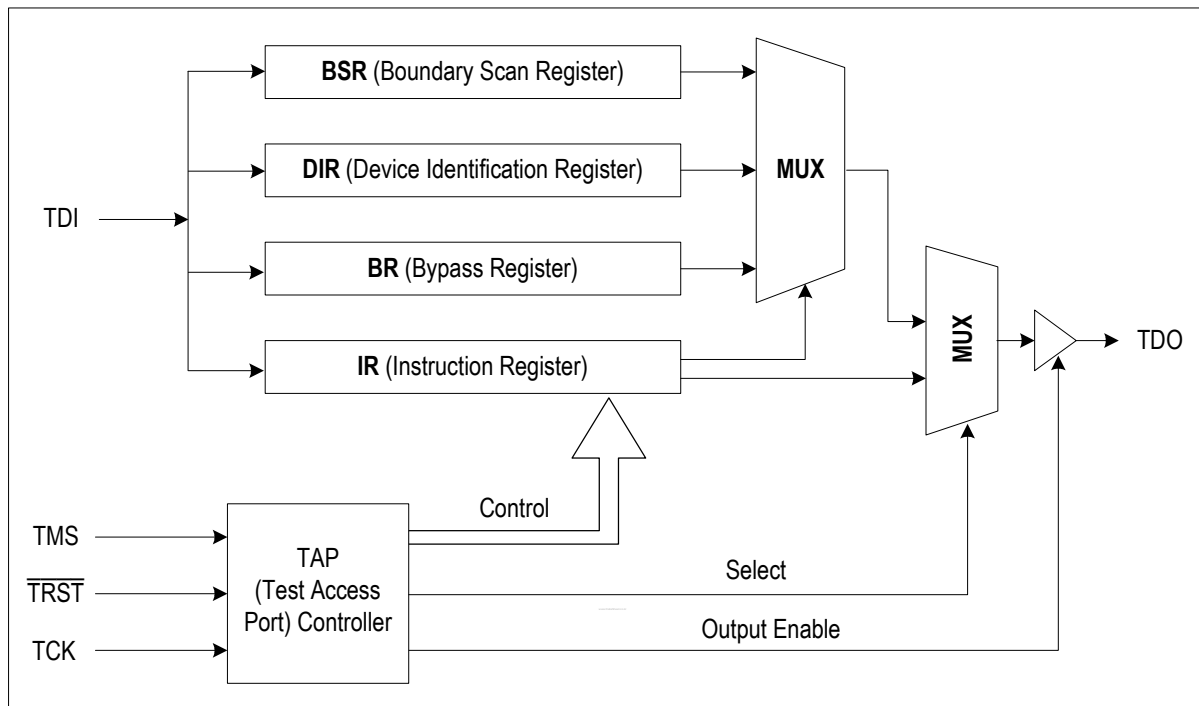 BSR (Boundary Scan Register)
DIR (Device Identification Register)
MUX
TDI
BR (Bypass Register)
MUX
TDO
IR (Instruction Register)
Control
TMS
TAP
(Test Access
Port) Controller
TRST
Select
TCK
Output Enable